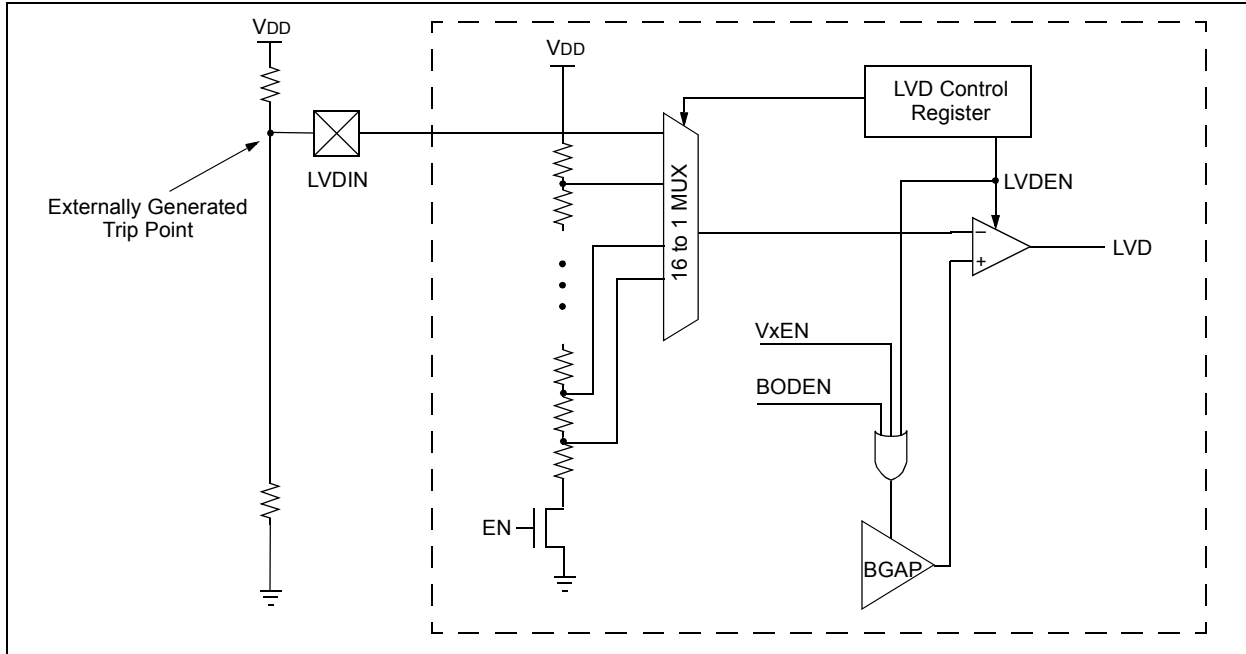 VDD
VDD
LVD Control
Register
LVDIN
16 to 1 MUX
LVDEN
Externally Generated
Trip Point
–
+
LVD
VxEN
BODEN
EN
BGAP